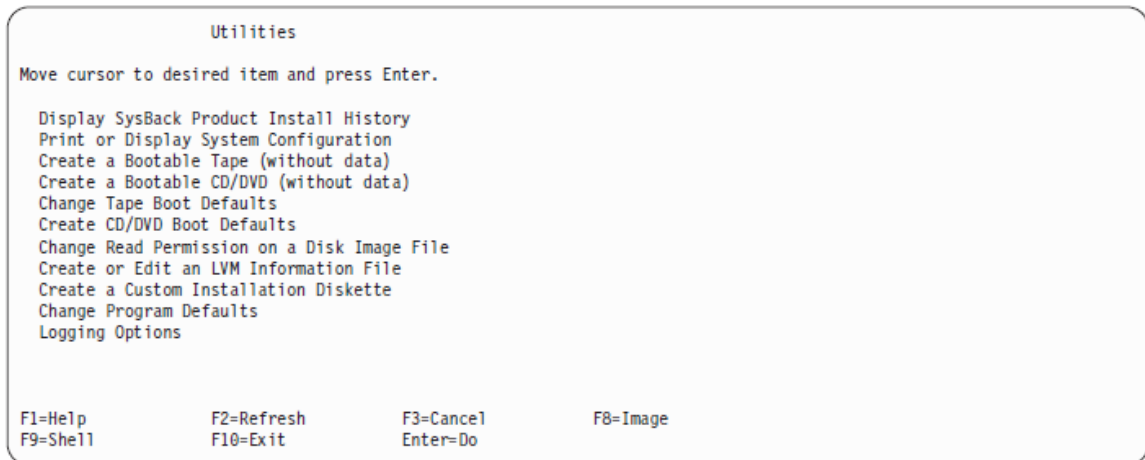 Utilities
Move cursor to desired item and press Enter.
Display SysBack Product Install History
Print or Display System Configuration
Create a Bootable Tape (without data)
Create a Bootable CD/DVD (without data)
Change Tape Boot Defaults
Create CD/DVD Boot Defaults
Change Read Permission on a Disk Image File
Create or Edit an LVM Information File
Create a Custom Installation Diskette
Change Program Defaults
Logging Options
F1=Help F2=Refresh F3=Cancel F8=Image
F9=Shell F10=Exit Enter=Do